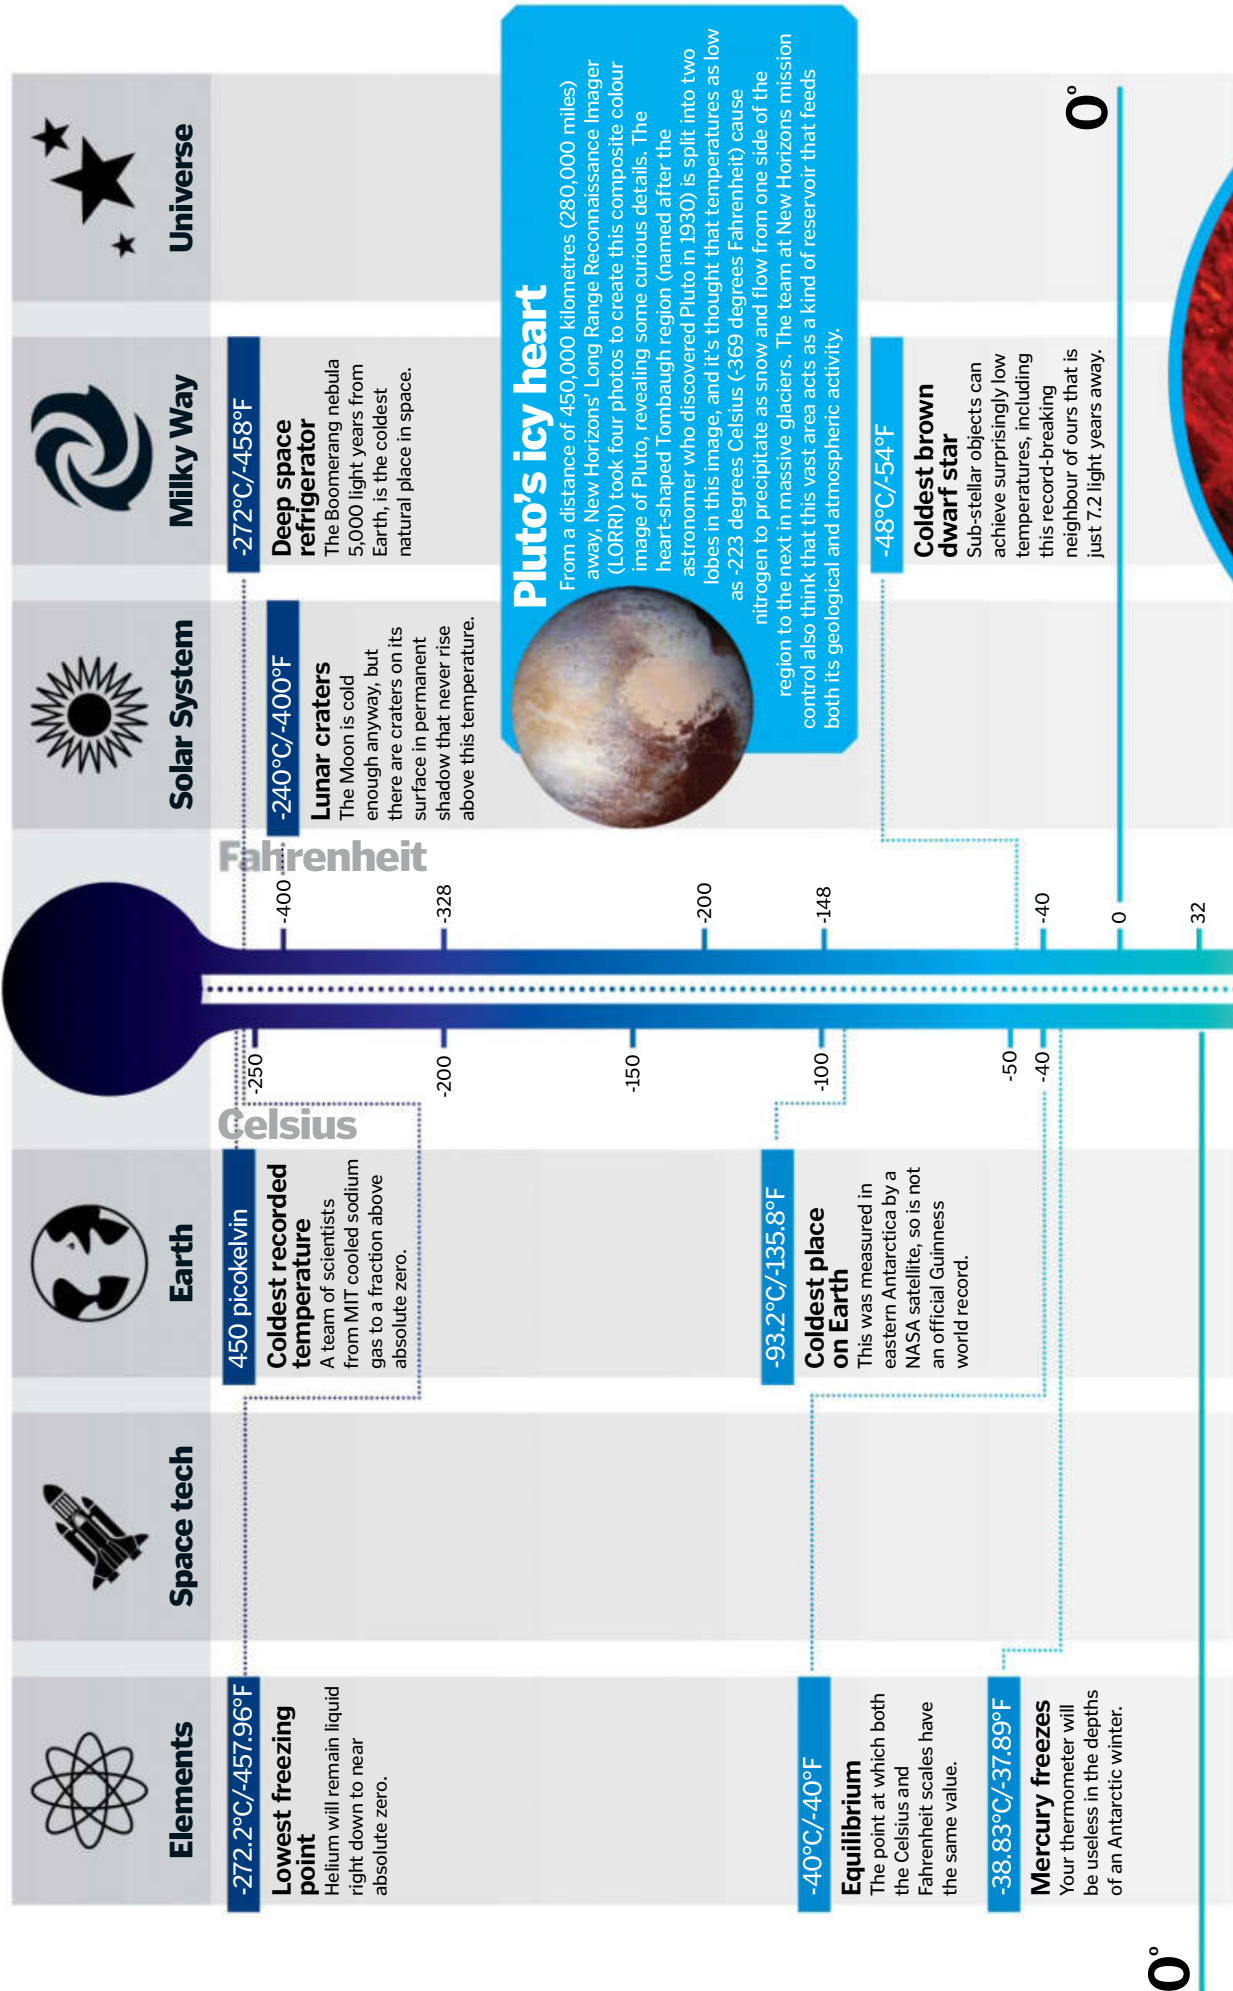 Elements
Space tech
Earth
Solar System
Milky Way
Universe
Celsius
Fahrenheit
-272.2°C/-457.96°F
Lowest freezing
point
Helium will remain liquid
right down to near
absolute zero.
450 picokelvin
Coldest recorded
temperature
A team of scientists
from MIT cooled sodium
gas to a fraction above
absolute zero.
-250
-200
-150
-100
-50
-40
-400
-328
-200
-148
-40
0
32
-240°C/-400°F
Lunar craters
The Moon is cold
enough anyway, but
there are craters on its
surface in permanent
shadow that never rise
above this temperature.
-272°C/-458°F
Deep space
refrigerator
The Boomerang nebula
5,000 light years from
Earth, is the coldest
natural place in space.
Pluto's icy heart
From a distance of 450,000 kilometres (280,000 miles)
away, New Horizons' Long Range Reconnaissance Imager
(LORRI) took four photos to create this composite colour
image of Pluto, revealing some curious details. The
heart-shaped Tombaugh region (named after the
astronomer who discovered Pluto in 1930) is split into two
lobes in this image, and it's thought that temperatures as low
as -223 degrees Celsius (-369 degrees Fahrenheit) cause
nitrogen to precipitate as snow and flow from one side of the
region to the next in massive glaciers. The team at New Horizons mission
control also think that this vast area acts as a kind of reservoir that feeds
both its geological and atmospheric activity.
-93.2°C/-135.8°F
Coldest place
on Earth
This was measured in
eastern Antarctica by a
NASA satellite, so is not
an official Guinness
world record.
-40°C/-40°F
Equilibrium
The point at which both
the Celsius and
Fahrenheit scales have
the same value.
-48°C/-54°F
Coldest brown
dwarf star
Sub-stellar objects can
achieve surprisingly low
temperatures, including
this record-breaking
neighbour of ours that is
just 7.2 light years away.
-38.83°C/-37.89°F
Mercury freezes
Your thermometer will
be useless in the depths
of an Antarctic winter.
0°
0°